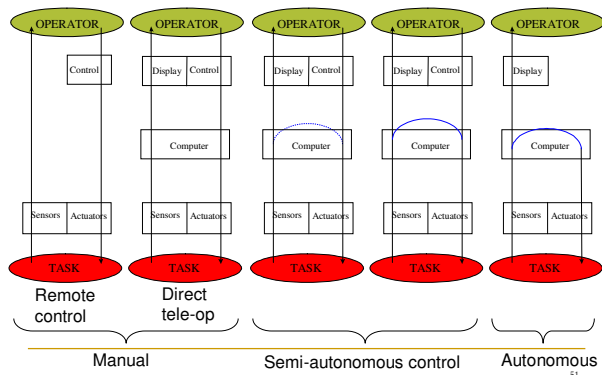 OPERATOR OPERATOR OPERATOR OPERATOR OPERATOR
Control Display Control Display Control Display Control Display
Computer Computer Computer Computer
Sensors Actuators Sensors Actuators Sensors Actuators Sensors Actuators Sensors Actuators
TASK TASK TASK TASK TASK
Remote Direct
control tele-op
Manual Semi-autonomous control Autonomous
51